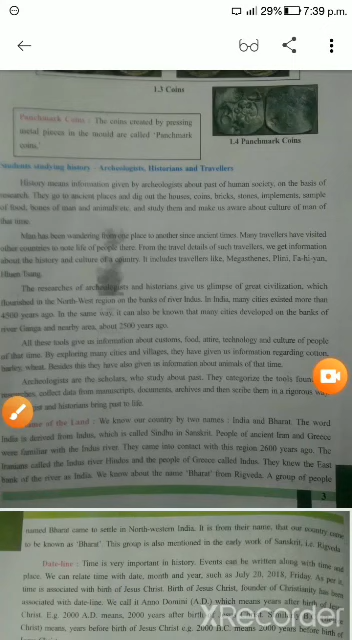 29% 7:39 p.m.
1.3 Coins
Punchmark Coins : The coins created by pressing
metal pieces in the mould are called 'Punchmark
coins.'
1.4 Punchmark Coins
Students studying history - Archeologists, Historians and Travellers
History means information given by archeologists about past of human society, on the basis of
research. They go to ancient places and dig out the houses, coins, bricks, stones, implements, sample
of food, bones of man and animals etc. and study them and make us aware about culture of man of
that time.
Man has been wandering from one place to another since ancient times. Many travellers have visited
other countries to note life of people there. From the travel details of such travellers, we get information
about the history and culture of a country. It includes travellers like, Megasthenes, Plini, Fa-hi-yan,
Hiuen Tsang.
The researches of archeologists and historians give us glimpse of great civilization, which
flourished in the North-West region on the banks of river Indus. In India, many cities existed more than
4500 years ago. In the same way, it can also be known that many cities developed on the banks of
river Ganga and nearby area, about 2500 years ago.
All these tools give us information about customs, food, attire, technology and culture of people
of that time. By exploring many cities and villages, they have given us information regarding cotton,
barley, wheat. Besides this they have also given us information about animals of that time.
Archeologists are the scholars, who study about past. They categorize the tools found
collect data from manuscripts, documents, archives and then scribe them in a rigorous way
and historians bring past to life.
of the Land : We know our country by two names : India and Bharat. The word
India is derived from Indus, which is called Sindhu in Sanskrit. People of ancient Iran and Greece
were familiar with the Indus river. They came into contact with this region 2600 years ago. The
Iranians called the Indus river Hindus and the people of Greece called Indus. They knew the East
bank of the river as India. We know about the name 'Bharat' from Rigveda. A group of people
3
named Bharat came to settle in North-western India. It is from their name, that our country came
to be known as 'Bharat'. This group is also mentioned in the early work of Sanskrit, i.e. Rigveda
Date-line : Time is very important in history. Events can be written along with time and
place. We can relate time with date, month and year, such as July 20, 2018, Friday. As per it,
time is associated with birth of Jesus Christ. Birth of Jesus Christ, founder of Christianity has been
associated with date-line. We call it Anno Domini (A.D.) which means years after birth of
Christ. E.g. 2000 A.D. means, 2000 years after birth
Christ) means, years before birth of Jesus Christ e.g. 2000 B.C. means 2000 years before birth
RECORDED WITH
XRecorder